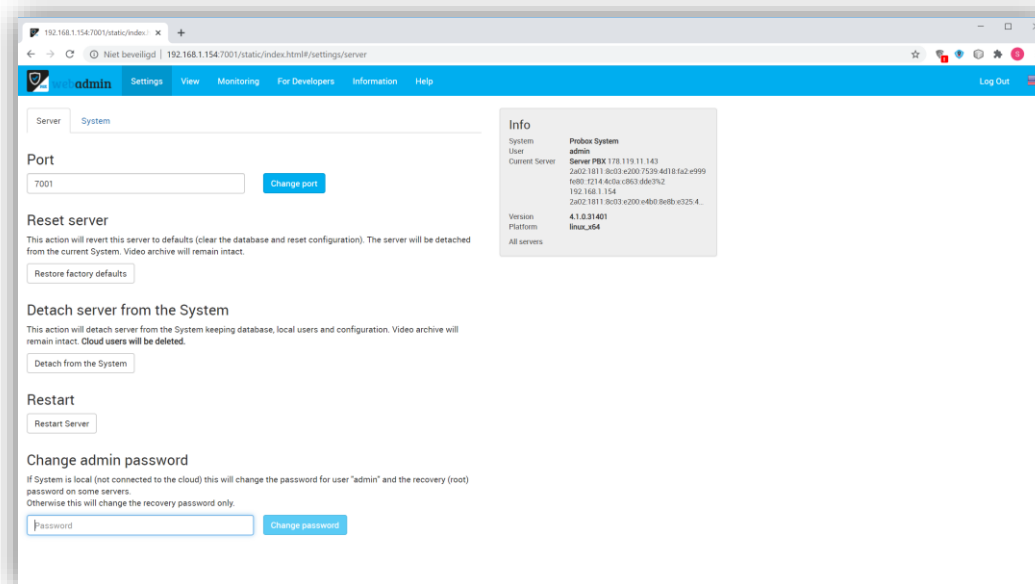 192.168.1.154:7001/static/index.
Niet beveiligd | 192.168.1.154:7001/static/index.html#/settings/server
webadmin Settings View Monitoring For Developers Information Help Log Out
Server System
Port
7001 Change port
Reset server
This action will revert this server to defaults (clear the database and reset configuration). The server will be detached
from the current System. Video archive will remain intact.
Restore factory defaults
Detach server from the System
This action will detach server from the System keeping database, local users and configuration. Video archive will
remain intact. Cloud users will be deleted.
Detach from the System
Restart
Restart Server
Change admin password
If System is local (not connected to the cloud) this will change the password for user "admin" and the recovery (root)
password on some servers.
Otherwise this will change the recovery password only.
Password Change password
Info
System Probox System
User admin
Current Server Server PBX 178.119.11.143
2a02:1811:8c03:e200:7539:4d18:fa2:e999
fe80::f214:4c0a:c863:dde3%2
192.168.1.154
2a02:1811:8c03:e200:e4b0:8e8b:e325:4...
Version 4.1.0.31401
Platform linux_x64
All servers